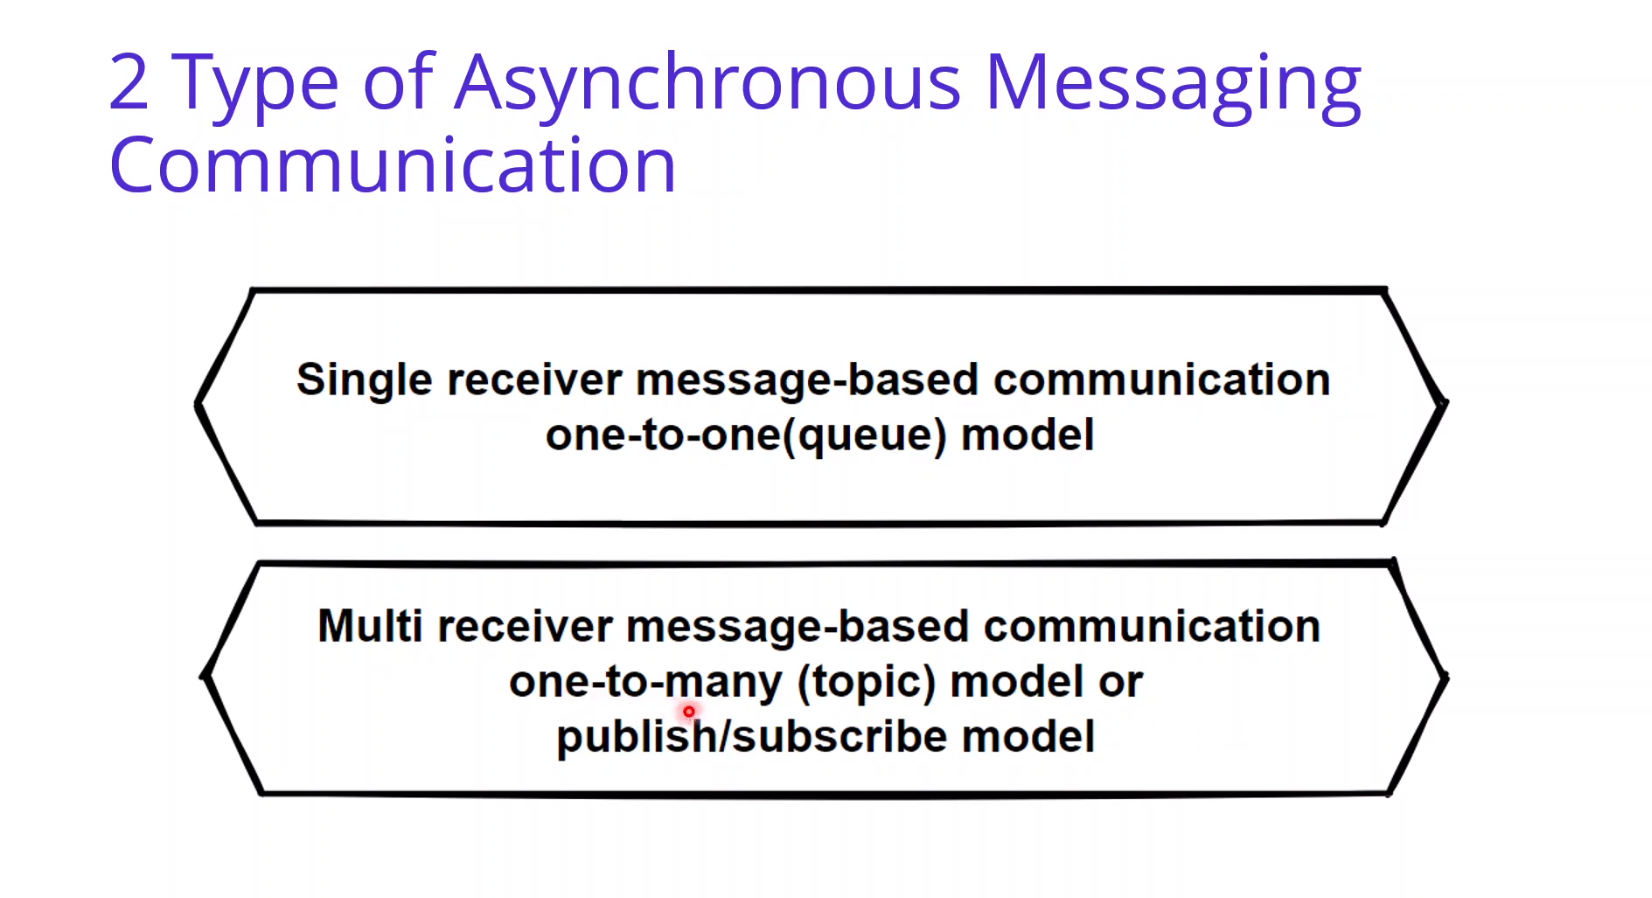 2 Type of Asynchronous Messaging
Communication
Single receiver message-based communication
one-to-one(queue) model
Multi receiver message-based communication
one-to-many (topic) model or
publish/subscribe model